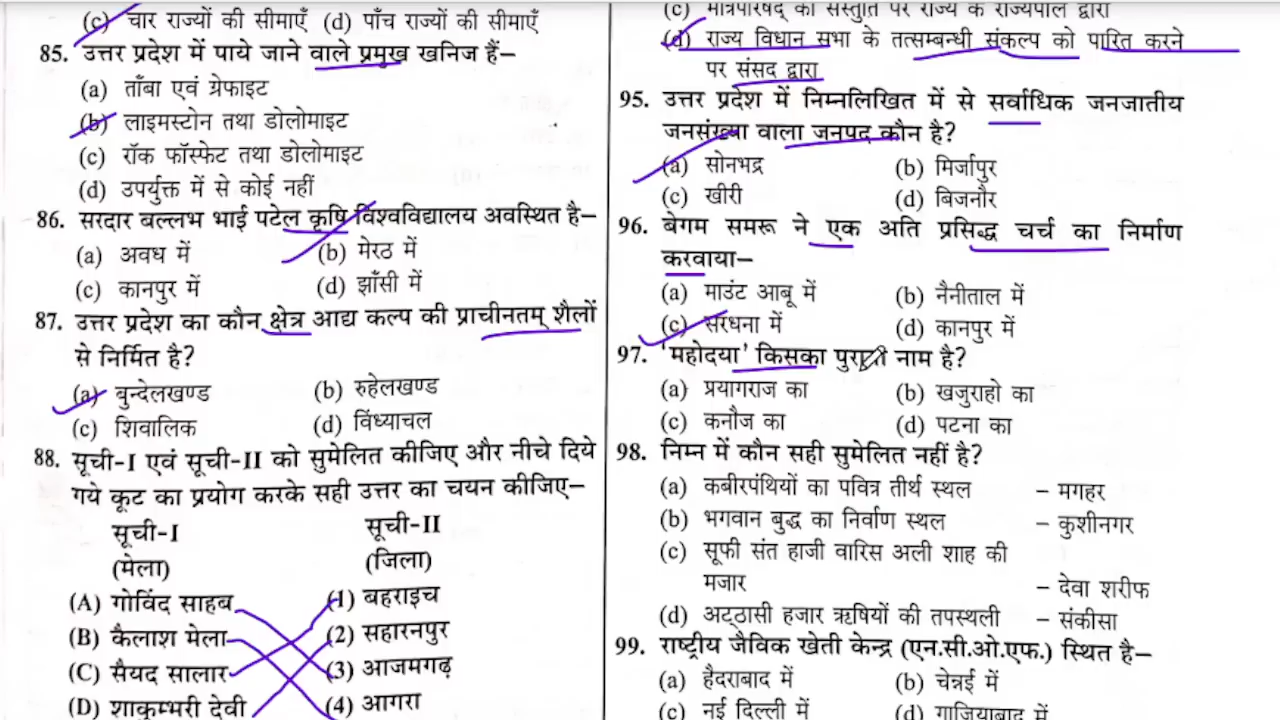 (c) चार राज्यों की सीमाएँ (d) पाँच राज्यों की सीमाएँ
85. उत्तर प्रदेश में पाये जाने वाले प्रमुख खनिज हैं–
(a) ताँबा एवं ग्रेफाइट
(b) लाइमस्टोन तथा डोलोमाइट
(c) रॉक फॉस्फेट तथा डोलोमाइट
(d) उपर्युक्त में से कोई नहीं
86. सरदार बल्लभ भाई पटेल कृषि विश्वविद्यालय अवस्थित है–
(a) अवध में (b) मेरठ में
(c) कानपुर में (d) झाँसी में
87. उत्तर प्रदेश का कौन क्षेत्र आद्य कल्प की प्राचीनतम् शैलों
से निर्मित है?
(a) बुन्देलखण्ड (b) रुहेलखण्ड
(c) शिवालिक (d) विंध्याचल
88. सूची-I एवं सूची-II को सुमेलित कीजिए और नीचे दिये
गये कूट का प्रयोग करके सही उत्तर का चयन कीजिए–
सूची-I सूची-II
(मेला) (जिला)
(A) गोविंद साहब (1) बहराइच
(B) कैलाश मेला (2) सहारनपुर
(C) सैयद सालार (3) आजमगढ़
(D) शाकुम्भरी देवी (4) आगरा
(c) मंत्रिपरिषद् की संस्तुति पर राज्य के राज्यपाल द्वारा
(d) राज्य विधान सभा के तत्सम्बन्धी संकल्प को पारित करने
पर संसद द्वारा
95. उत्तर प्रदेश में निम्नलिखित में से सर्वाधिक जनजातीय
जनसंख्या वाला जनपद कौन है?
(a) सोनभद्र (b) मिर्जापुर
(c) खीरी (d) बिजनौर
96. बेगम समरू ने एक अति प्रसिद्ध चर्च का निर्माण
करवाया–
(a) माउंट आबू में (b) नैनीताल में
(c) सरधना में (d) कानपुर में
97. 'महोदया' किसका पुराना नाम है?
(a) प्रयागराज का (b) खजुराहो का
(c) कनौज का (d) पटना का
98. निम्न में कौन सही सुमेलित नहीं है?
(a) कबीरपंथियों का पवित्र तीर्थ स्थल – मगहर
(b) भगवान बुद्ध का निर्वाण स्थल – कुशीनगर
(c) सूफी संत हाजी वारिस अली शाह की
मजार – देवा शरीफ
(d) अट्ठासी हजार ऋषियों की तपस्थली – संकीसा
99. राष्ट्रीय जैविक खेती केन्द्र (एन.सी.ओ.एफ.) स्थित है–
(a) हैदराबाद में (b) चेन्नई में
(c) नई दिल्ली में (d) गाजियाबाद में